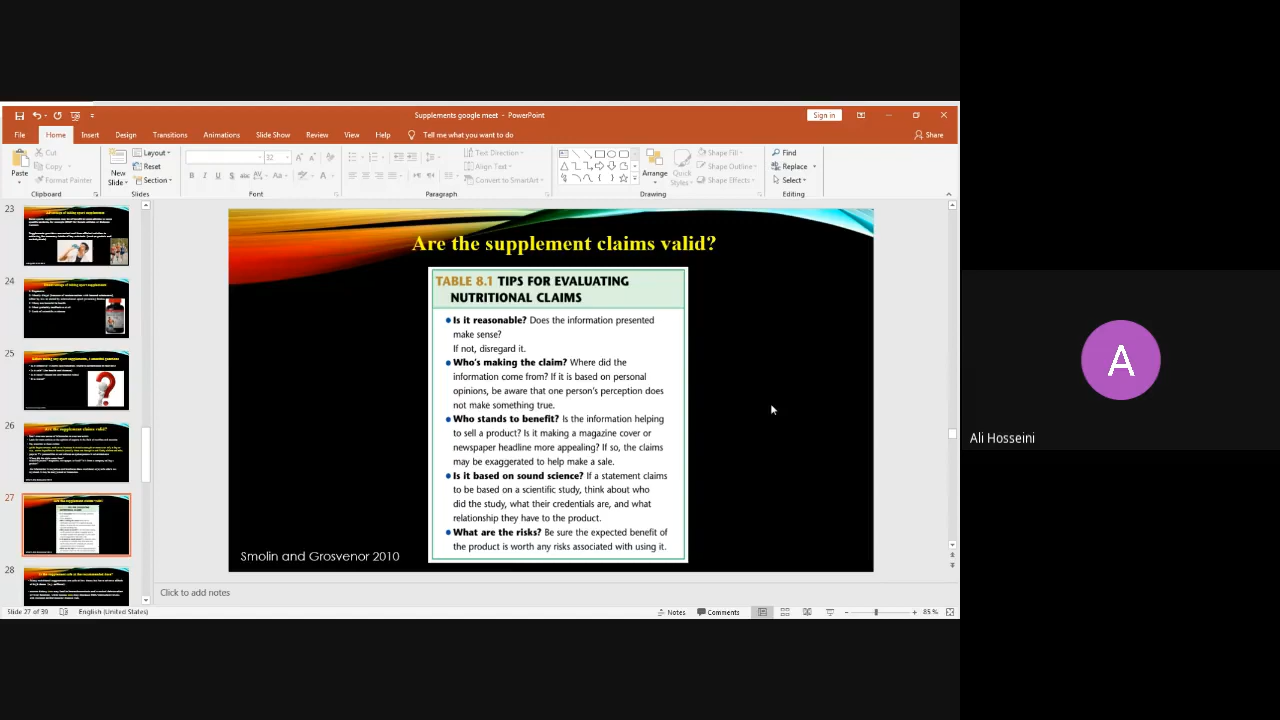 Supplements google meet - PowerPoint
Sign in
File Home Insert Design Transitions Animations Slide Show Review View Help Tell me what you want to do
Share
Paste
Cut
Copy
Format Painter
Clipboard
New Slide
Layout
Reset
Section
Slides
32
Font
Text Direction
Align Text
Convert to SmartArt
Paragraph
Arrange
Quick Styles
Shape Fill
Shape Outline
Shape Effects
Drawing
Find
Replace
Select
Editing
23
24
25
26
Are the supplement claims valid?
27
28
Are the supplement claims valid?
TABLE 8.1 TIPS FOR EVALUATING
NUTRITIONAL CLAIMS
• Is it reasonable? Does the information presented
make sense?
If not, disregard it.
• Who's making the claim? Where did the
information come from? If it is based on personal
opinions, be aware that one person's perception does
not make something true.
• Who stands to benefit? Is the information helping
to sell a product? Is it making a magazine cover or
newspaper headline more appealing? If so, the claims
may be exaggerated to help make a sale.
• Is it based on sound science? If a statement claims
to be based on a scientific study, think about who
did the study, what their credentials are, and what
relationship they have to the product.
• What are the risks? Be sure the expected benefit of
the product is worth any risks associated with using it.
Smolin and Grosvenor 2010
Click to add notes
Slide 27 of 39 English (United States)
Notes Comments 85 %
A
Ali Hosseini